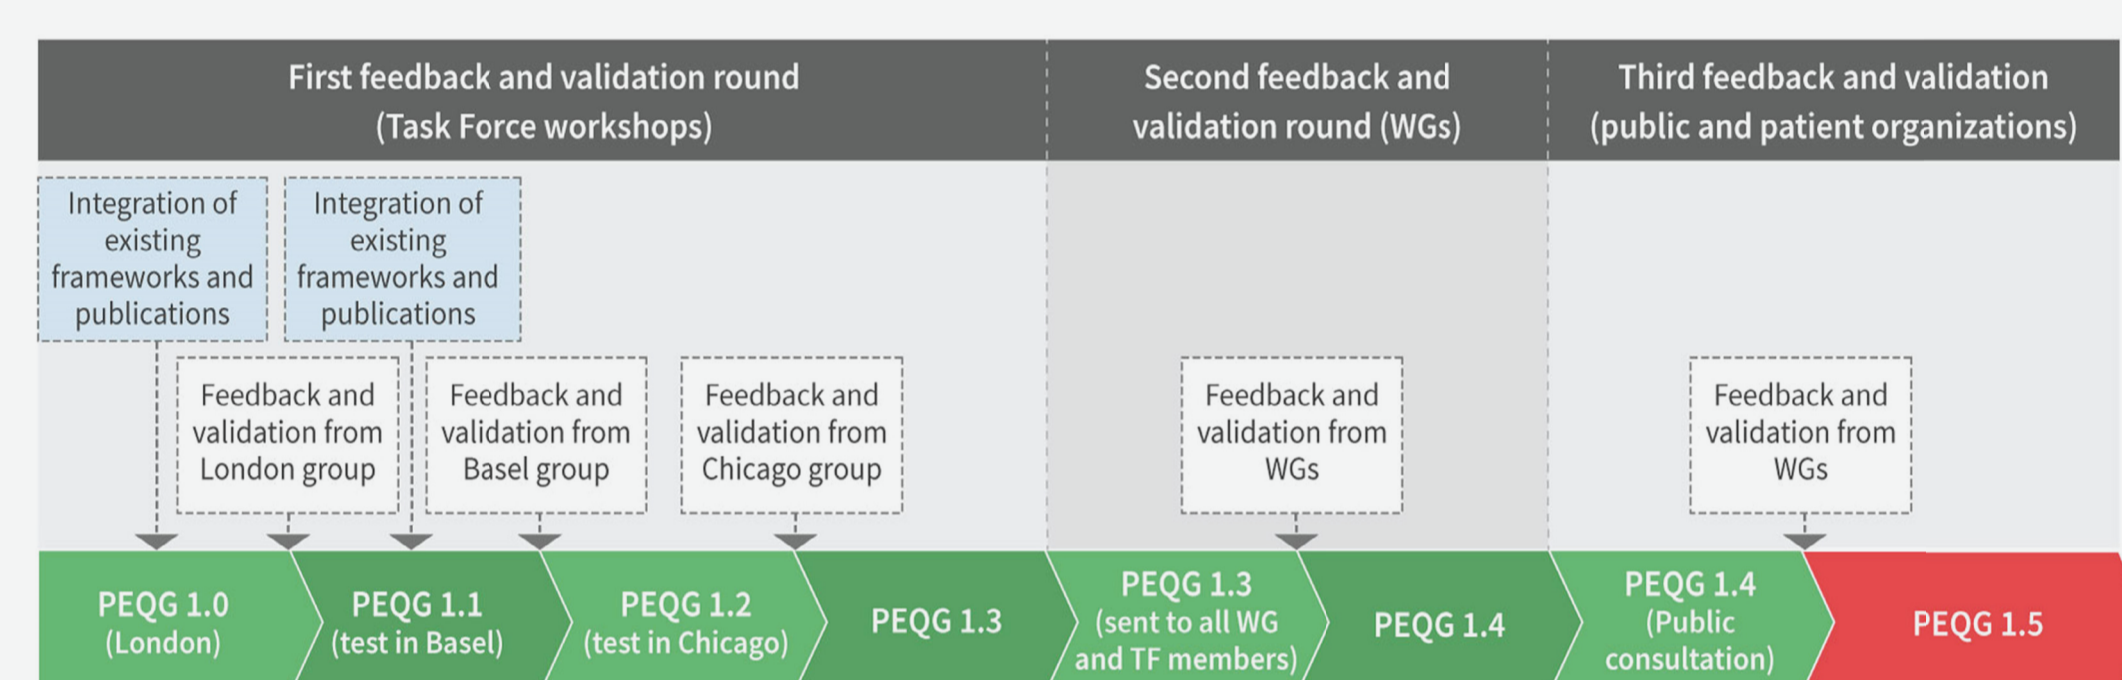 First feedback and validation round
(Task Force workshops)
Second feedback and
validation round (WGs)
Third feedback and validation
(public and patient organizations)
Integration of
existing
frameworks and
publications
Integration of
existing
frameworks and
publications
Feedback and
validation from
London group
Feedback and
validation from
Basel group
Feedback and
validation from
Chicago group
Feedback and
validation from
WGs
Feedback and
validation from
WGs
PEQG 1.0
(London)
PEQG 1.1
(test in Basel)
PEQG 1.2
(test in Chicago)
PEQG 1.3
PEQG 1.3
(sent to all WG
and TF members)
PEQG 1.4
PEQG 1.4
(Public
consultation)
PEQG 1.5